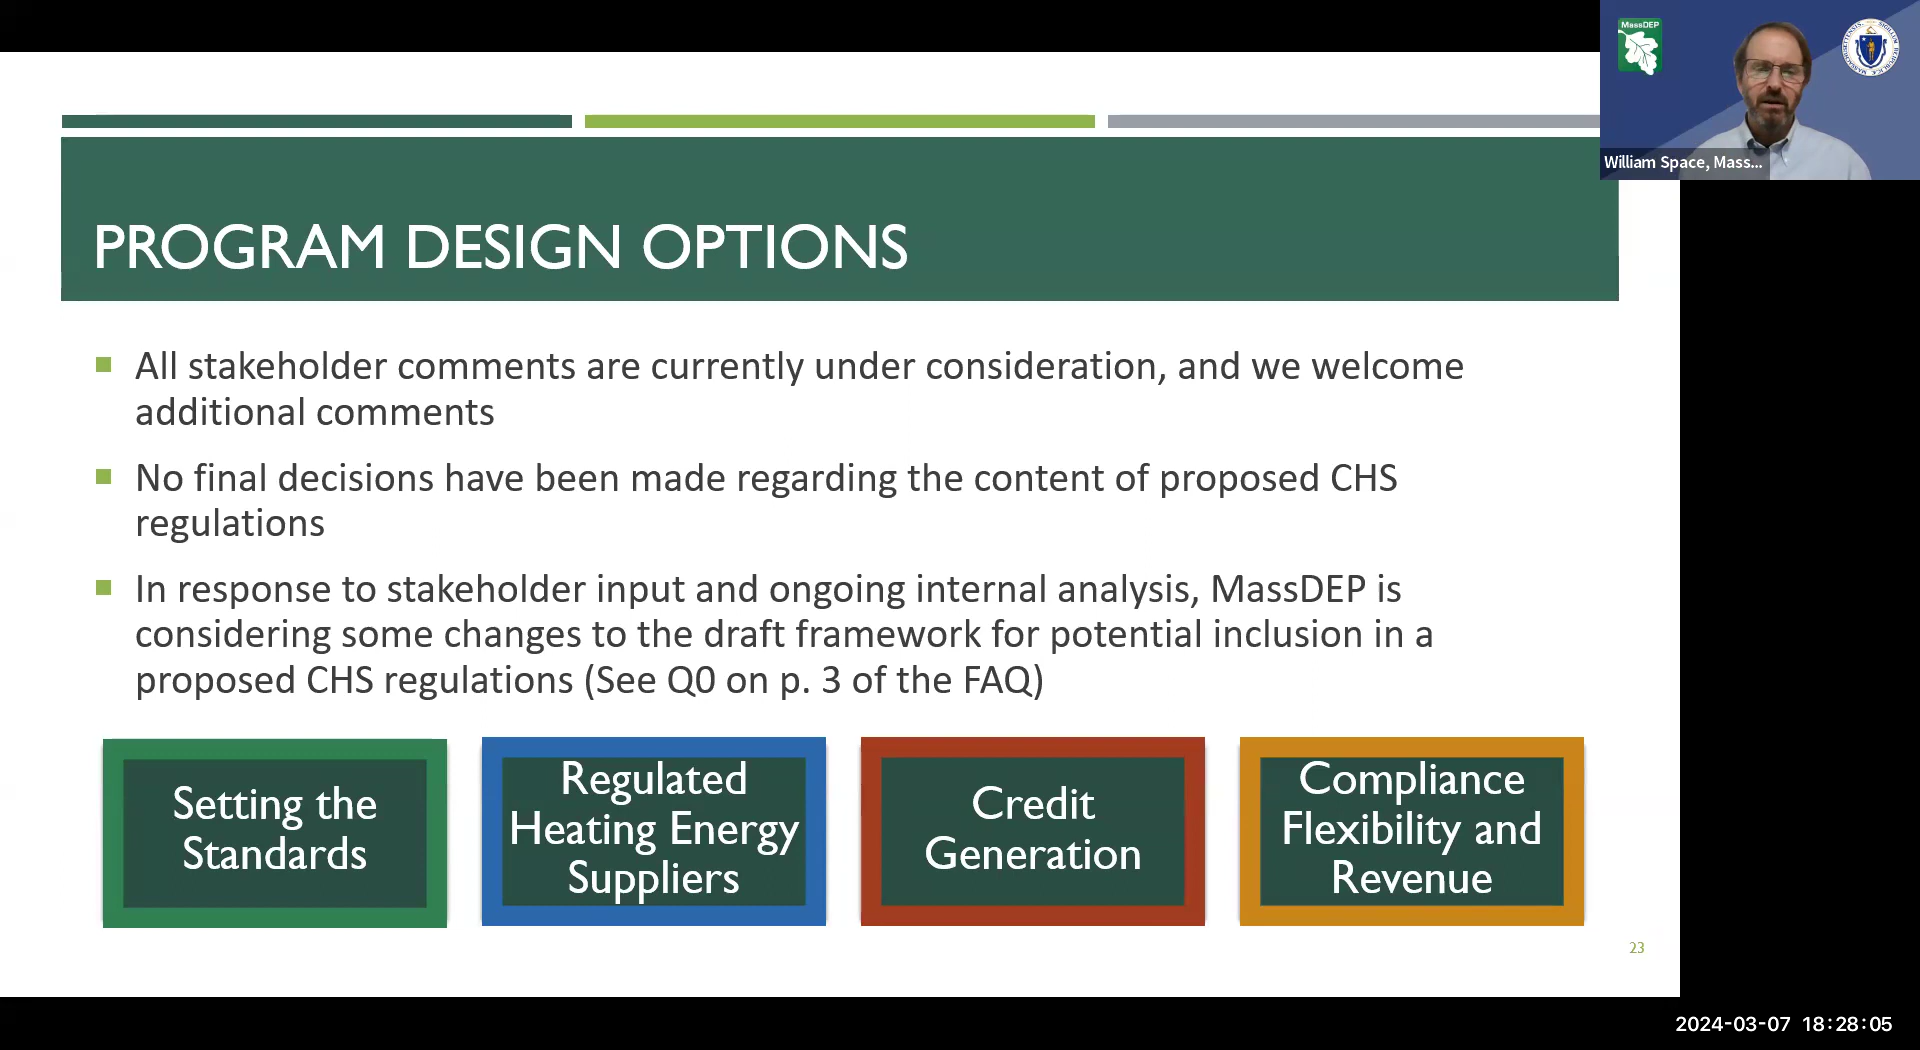 MassDEP
William Space, Mass...
PROGRAM DESIGN OPTIONS
All stakeholder comments are currently under consideration, and we welcome
additional comments
No final decisions have been made regarding the content of proposed CHS
regulations
In response to stakeholder input and ongoing internal analysis, MassDEP is
considering some changes to the draft framework for potential inclusion in a
proposed CHS regulations (See Q0 on p. 3 of the FAQ)
Setting the
Standards
Regulated
Heating Energy
Suppliers
Credit
Generation
Compliance
Flexibility and
Revenue
23
2024-03-07 18:28:05